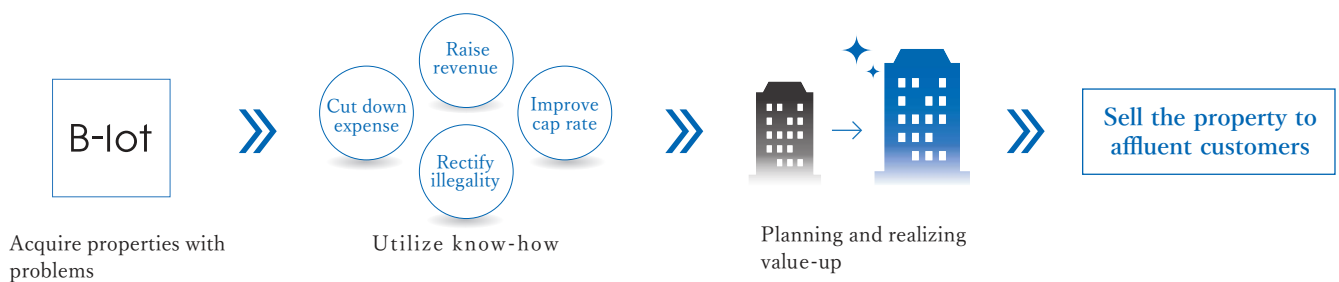 B-lot
Acquire properties with
problems
Raise
revenue
Cut down
expense
Improve
cap rate
Rectify
illegality
Utilize know-how
Planning and realizing
value-up
Sell the property to
affluent customers